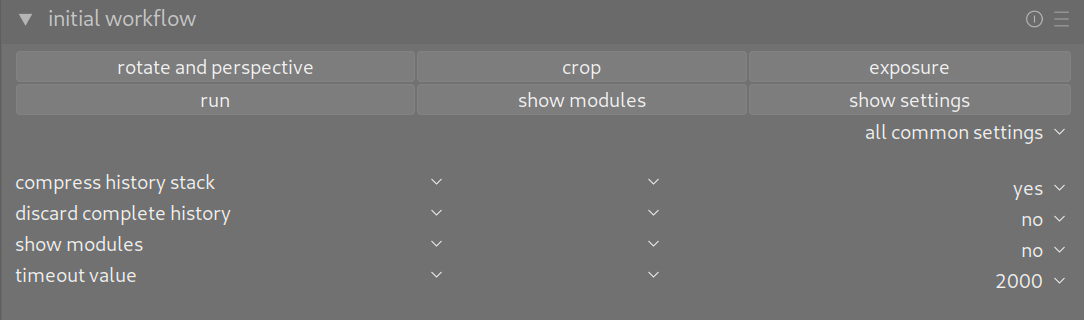 initial workflow
rotate and perspective crop exposure
run show modules show settings
all common settings
compress history stack yes
discard complete history no
show modules no
timeout value 2000